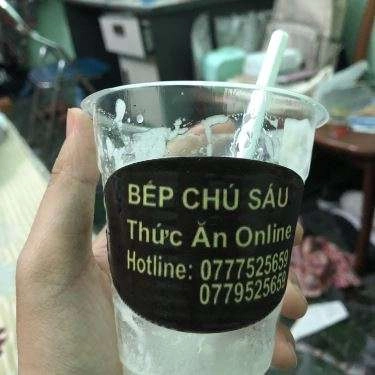 BẾP CHÚ SÁU
Thức Ăn Online
Hotline: 0777525659
0779525659